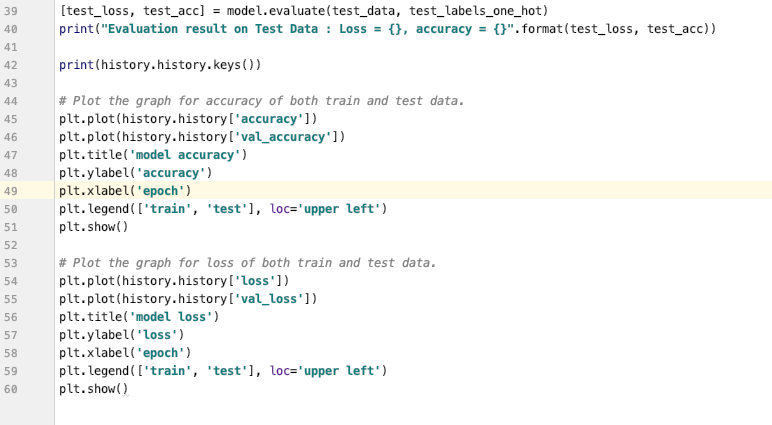 39 [test_loss, test_acc] = model.evaluate(test_data, test_labels_one_hot)
40 print("Evaluation result on Test Data : Loss = {}, accuracy = {}".format(test_loss, test_acc))
41
42 print(history.history.keys())
43
44 # Plot the graph for accuracy of both train and test data.
45 plt.plot(history.history['accuracy'])
46 plt.plot(history.history['val_accuracy'])
47 plt.title('model accuracy')
48 plt.ylabel('accuracy')
49 plt.xlabel('epoch')
50 plt.legend(['train', 'test'], loc='upper left')
51 plt.show()
52
53 # Plot the graph for loss of both train and test data.
54 plt.plot(history.history['loss'])
55 plt.plot(history.history['val_loss'])
56 plt.title('model loss')
57 plt.ylabel('loss')
58 plt.xlabel('epoch')
59 plt.legend(['train', 'test'], loc='upper left')
60 plt.show()